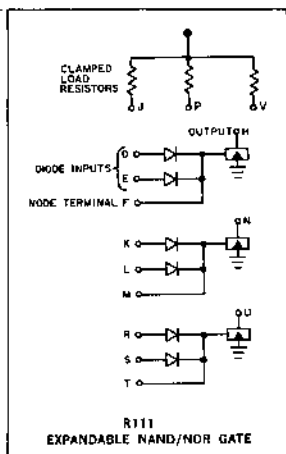 CLAMPED
LOAD
RESISTORS
J P V
OUTPUT H
D
DIODE INPUTS
E
NODE TERMINAL F
N
K
L
M
U
R
S
T
R111
EXPANDABLE NAND/NOR GATE